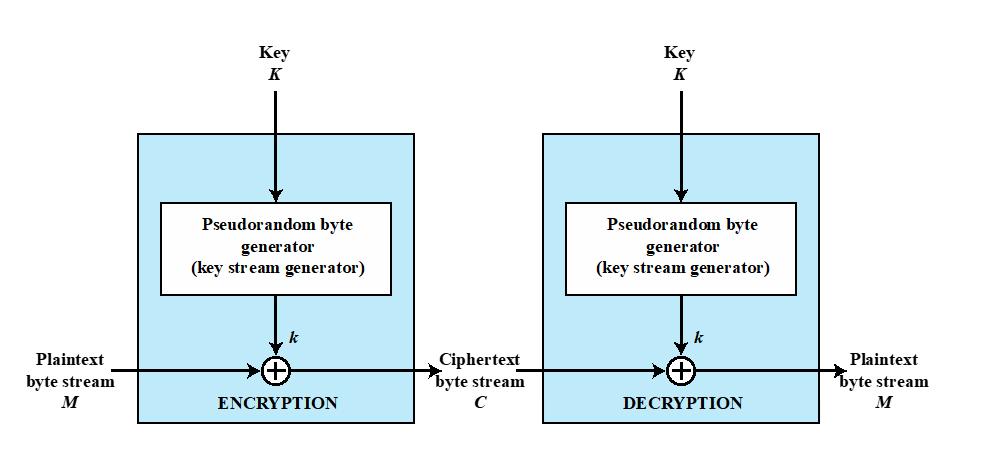 Key
K
Pseudorandom byte
generator
(key stream generator)
k
Plaintext
byte stream
M
ENCRYPTION
Ciphertext
byte stream
C
Key
K
Pseudorandom byte
generator
(key stream generator)
k
DECRYPTION
Plaintext
byte stream
M